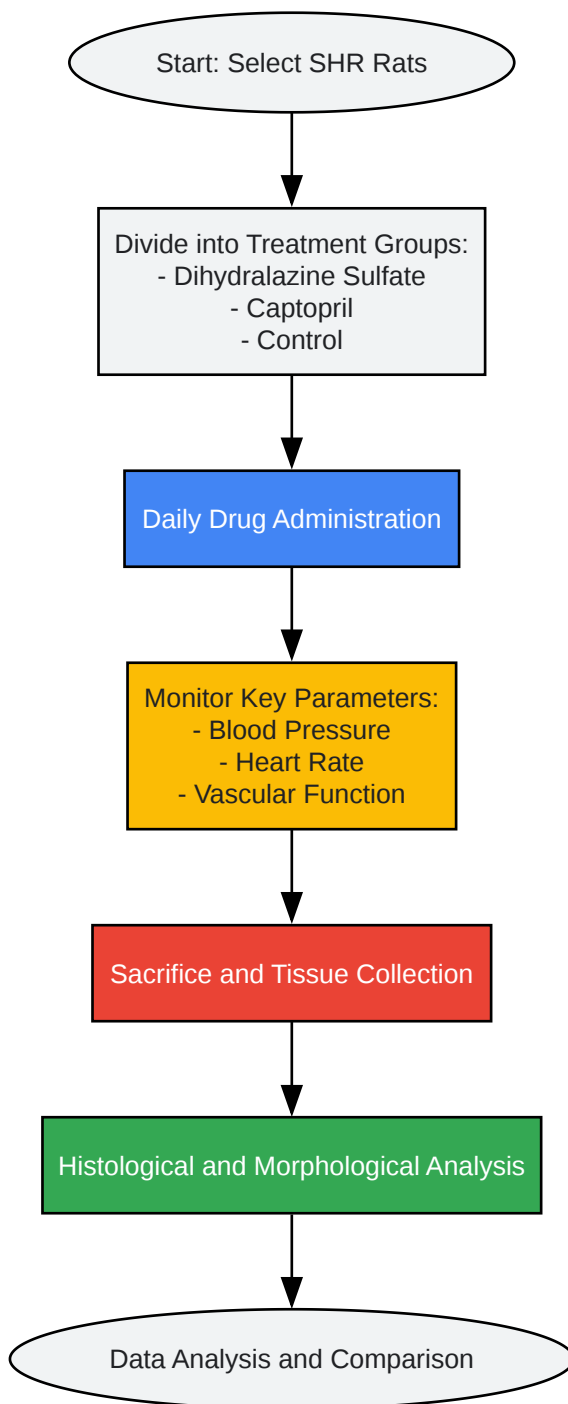 Start: Select SHR Rats
Divide into Treatment Groups:
- Dihydralazine Sulfate
- Captopril
- Control
Daily Drug Administration
Monitor Key Parameters:
- Blood Pressure
- Heart Rate
- Vascular Function
Sacrifice and Tissue Collection
Histological and Morphological Analysis
Data Analysis and Comparison